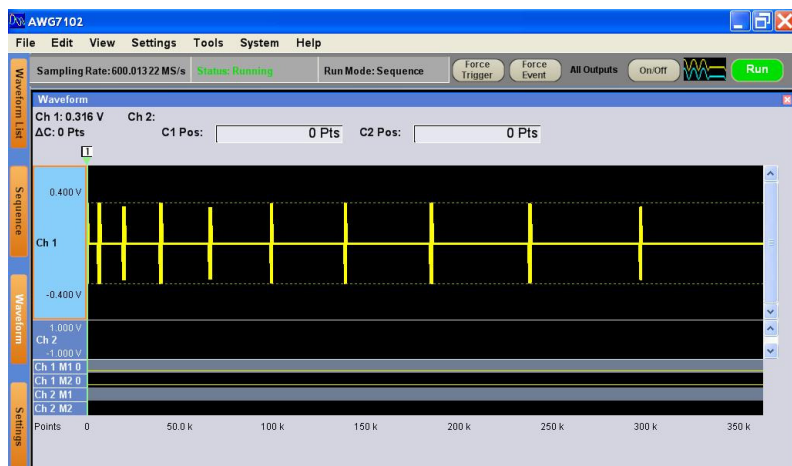 AWG7102
File Edit View Settings Tools System Help
Sampling Rate:600.01322 MS/s Status: Running Run Mode: Sequence Force Trigger Force Event All Outputs On/Off Run
Waveform List
Sequence
Waveform
Settings
Waveform
Ch 1: 0.316 V Ch 2:
ΔC: 0 Pts C1 Pos: 0 Pts C2 Pos: 0 Pts
1
0.400 V
Ch 1
-0.400 V
1.000 V
Ch 2
-1.000 V
Ch 1 M1 0
Ch 1 M2 0
Ch 2 M1
Ch 2 M2
Points 0 50.0 k 100 k 150 k 200 k 250 k 300 k 350 k